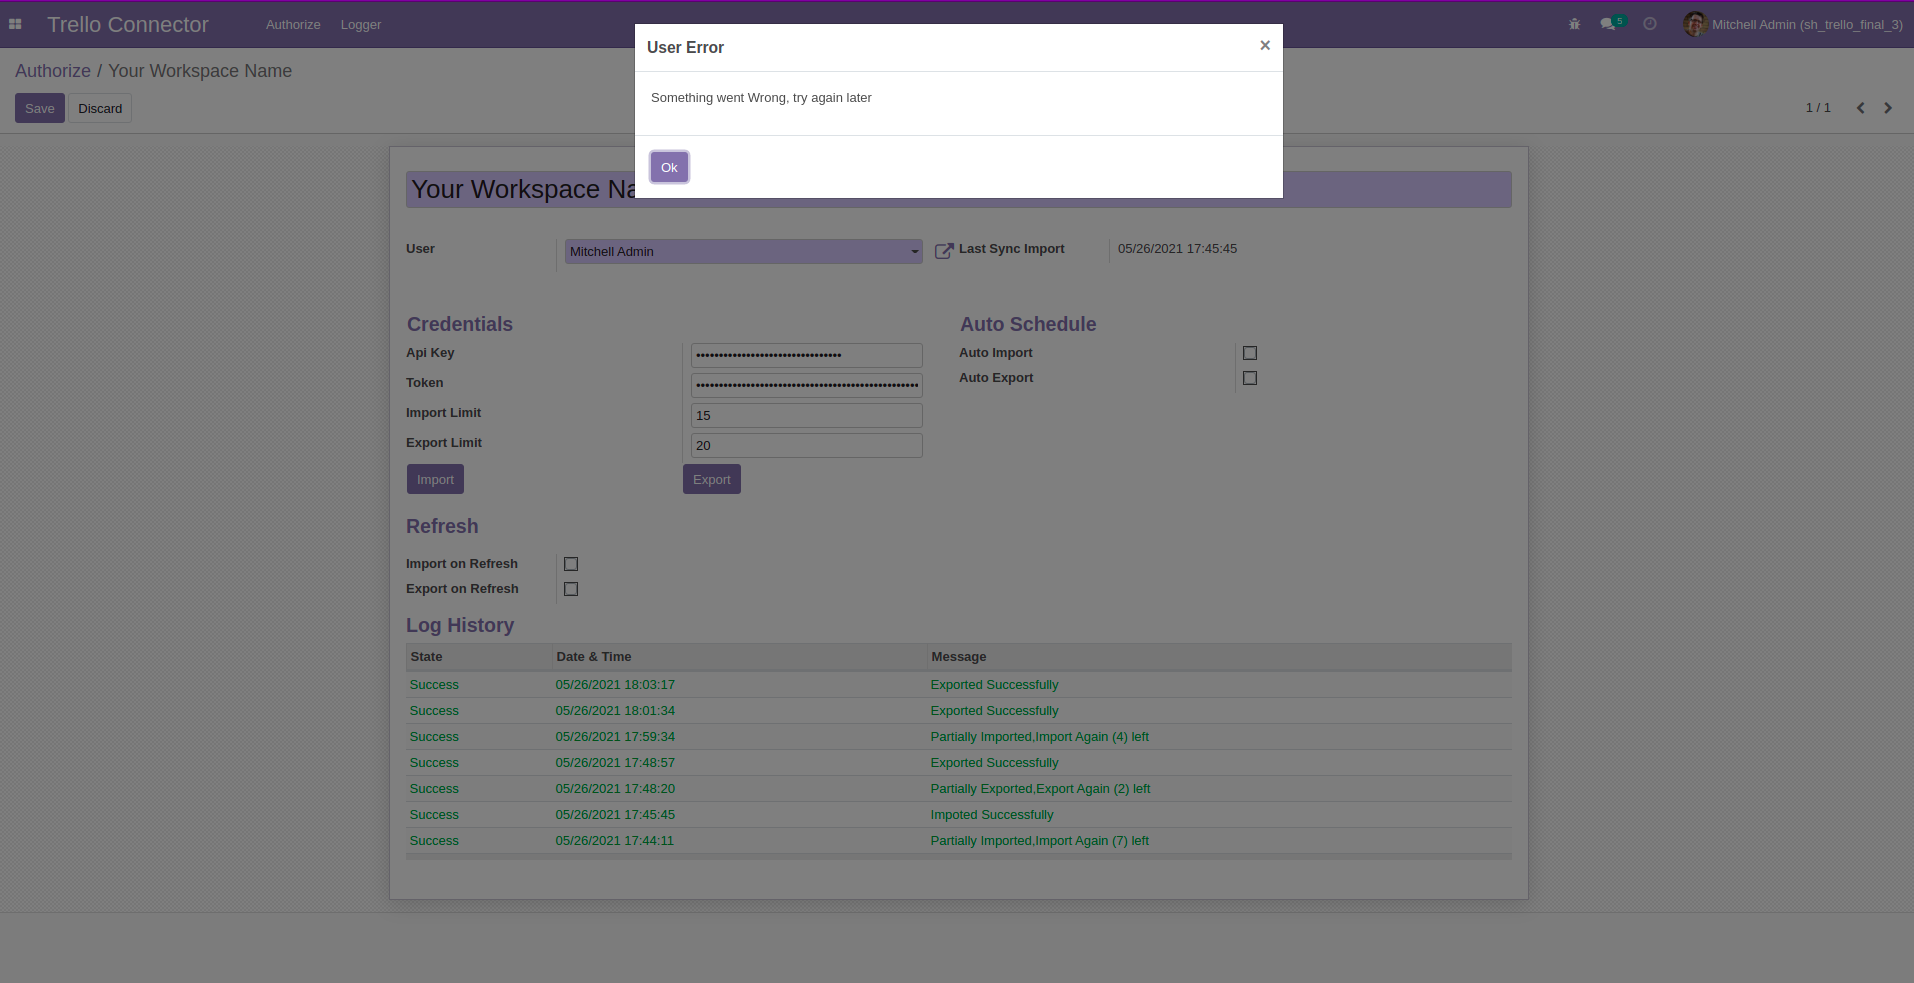 Trello Connector Authorize Logger 5 Mitchell Admin (sh_trello_final_3)
User Error ×
Authorize / Your Workspace Name
Something went Wrong, try again later
Save Discard 1 / 1
Ok
Your Workspace Na
User Mitchell Admin Last Sync Import 05/26/2021 17:45:45
Credentials Auto Schedule
Api Key •••••••••••••••••••••••••••••••• Auto Import
Token •••••••••••••••••••••••••••••••••••••••••••••••••• Auto Export
Import Limit 15
Export Limit 20
Import Export
Refresh
Import on Refresh
Export on Refresh
Log History
State Date & Time Message
Success 05/26/2021 18:03:17 Exported Successfully
Success 05/26/2021 18:01:34 Exported Successfully
Success 05/26/2021 17:59:34 Partially Imported,Import Again (4) left
Success 05/26/2021 17:48:57 Exported Successfully
Success 05/26/2021 17:48:20 Partially Exported,Export Again (2) left
Success 05/26/2021 17:45:45 Impoted Successfully
Success 05/26/2021 17:44:11 Partially Imported,Import Again (7) left